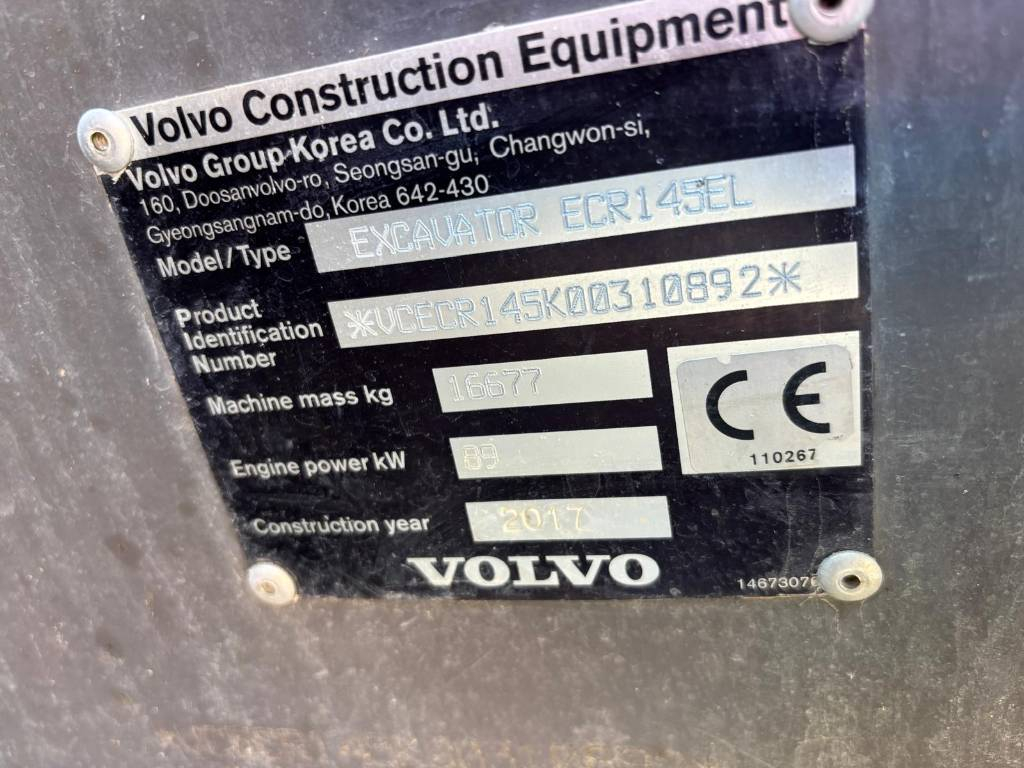 Volvo Construction Equipment
Volvo Group Korea Co. Ltd.
160, Doosanvolvo-ro, Seongsan-gu, Changwon-si,
Gyeongsangnam-do, Korea 642-430
Model/Type EXCAVATOR ECR145EL
Product
Identification
Number *VCECR145K00310892*
Machine mass kg 16677
Engine power kW 89
CE
110267
Construction year 2017
VOLVO